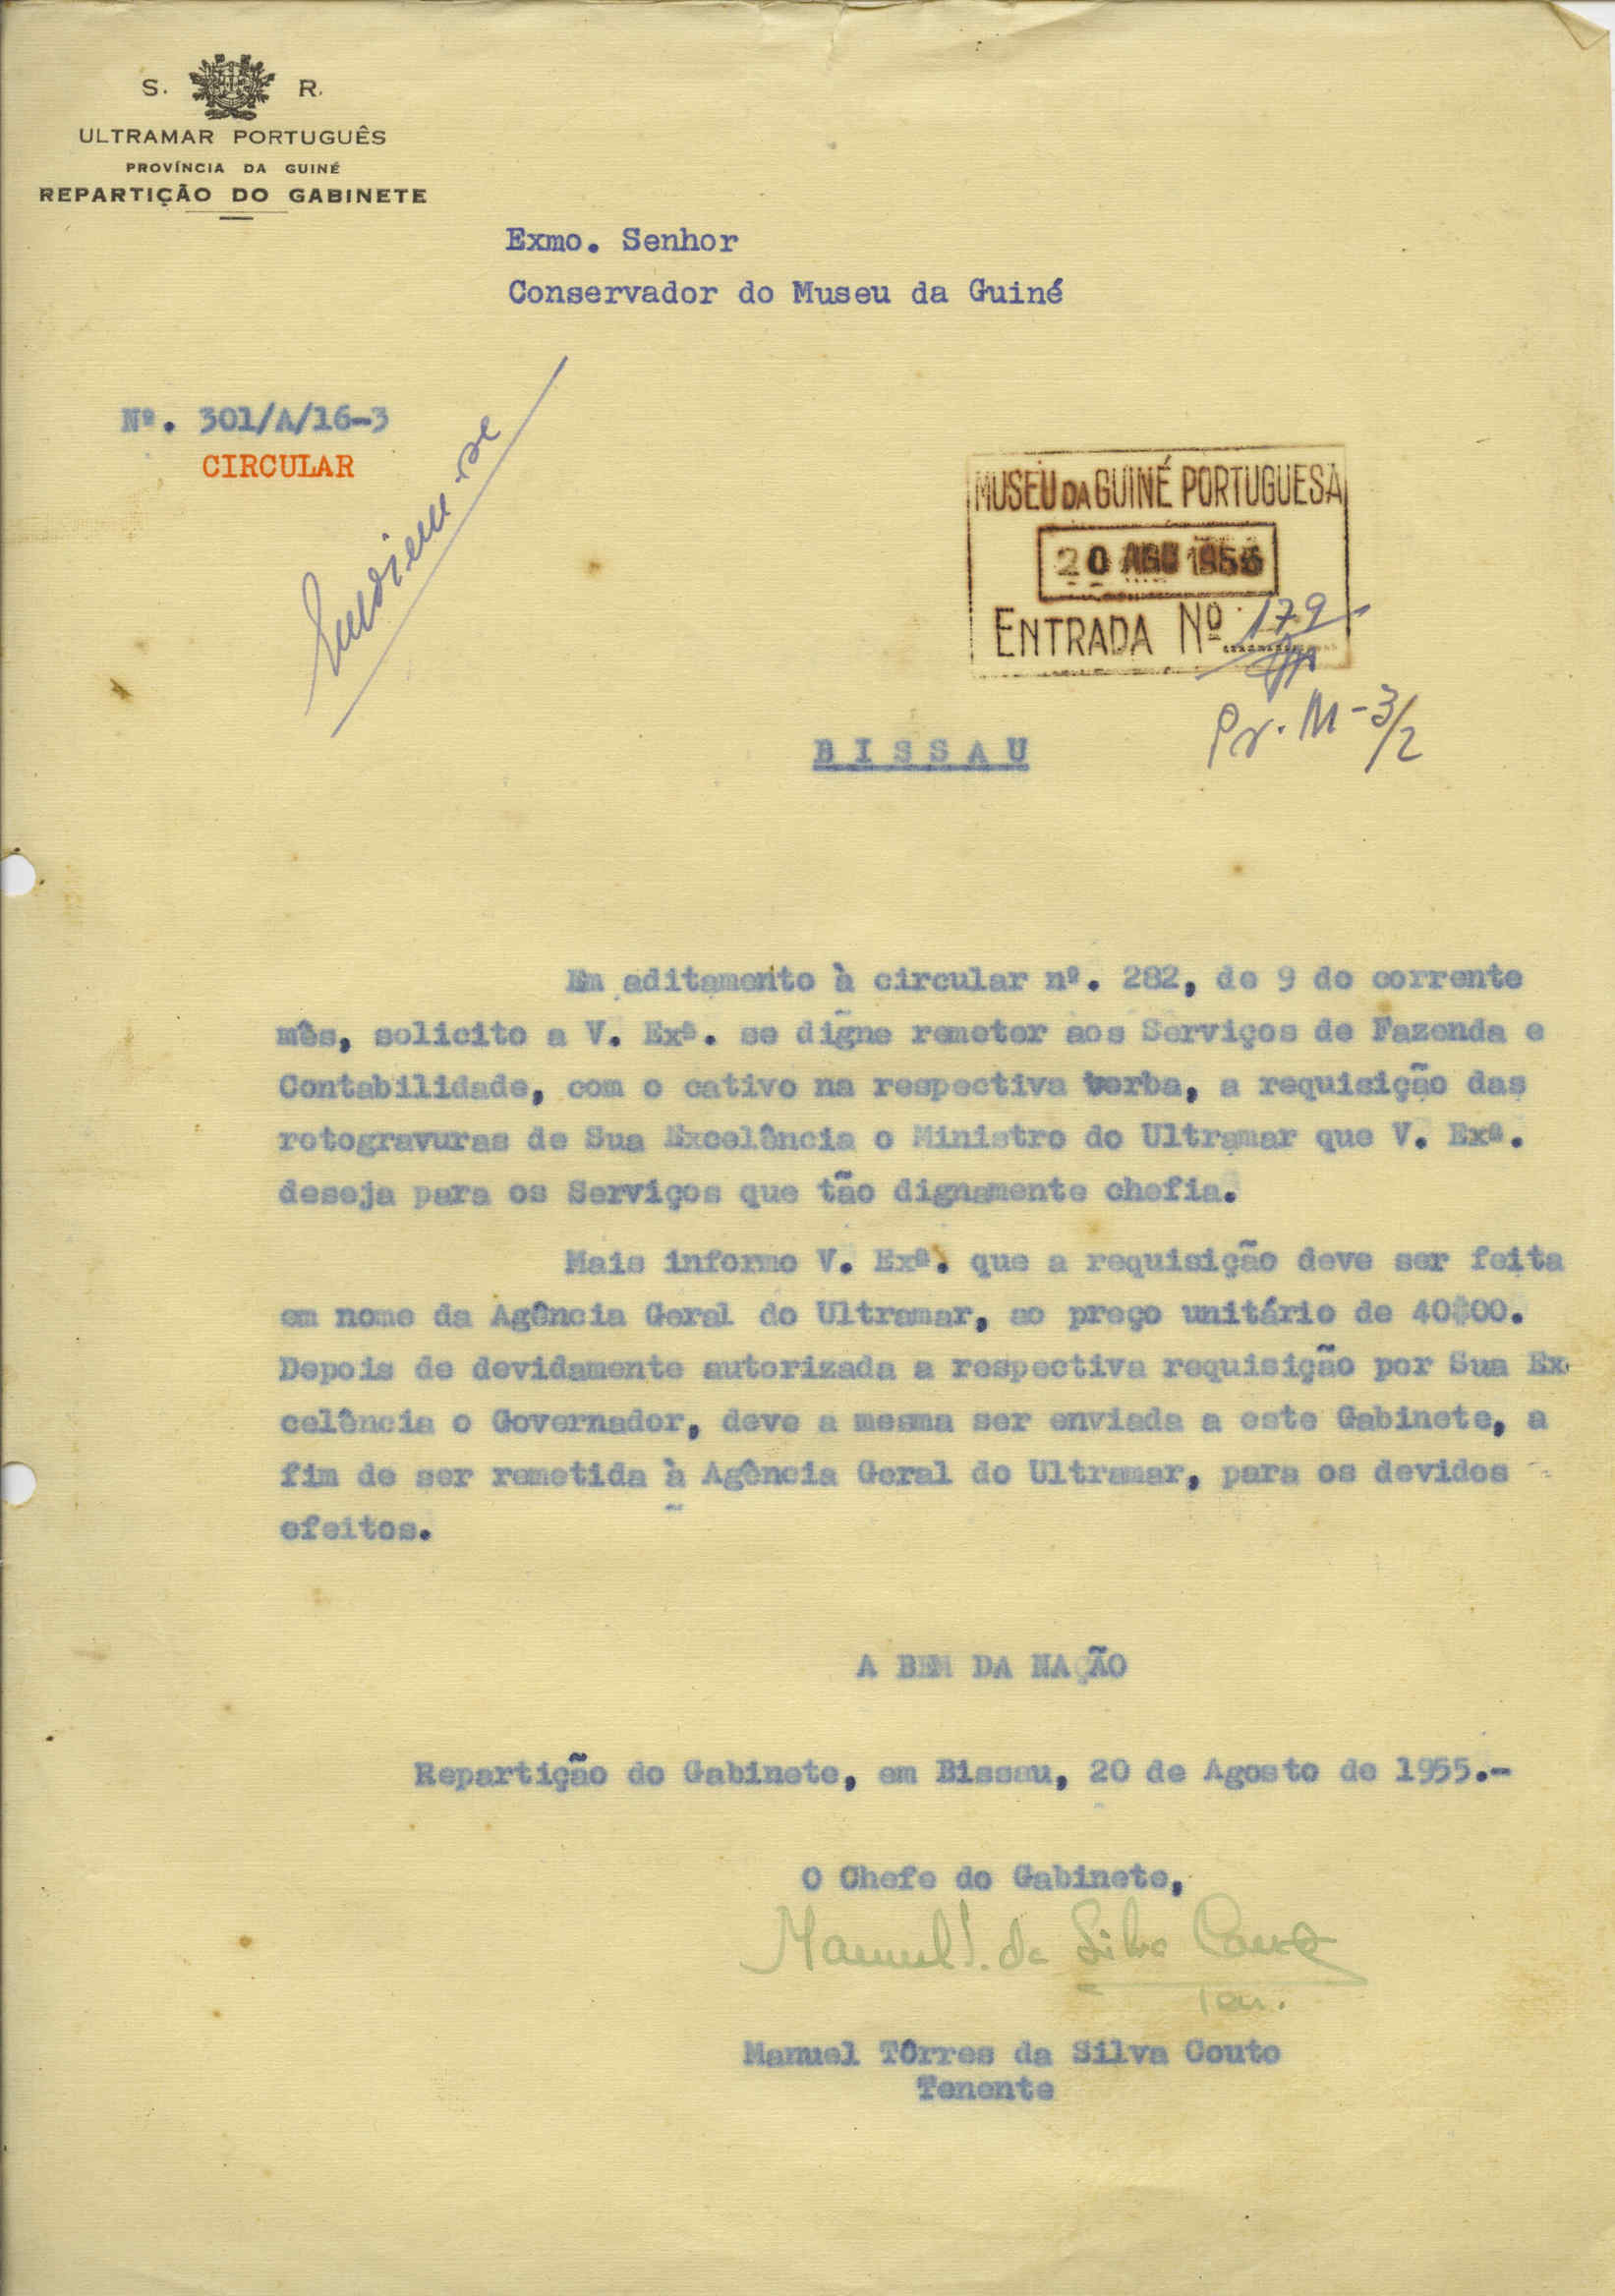 S. R.
ULTRAMAR PORTUGUÊS
PROVÍNCIA DA GUINÉ
REPARTIÇÃO DO GABINETE
Exmo. Senhor
Conservador do Museu da Guiné
Nº. 301/A/16-3
CIRCULAR
MUSEU DA GUINÉ PORTUGUESA
20 AGO 1955
ENTRADA Nº 179
Pr. M-3/2
BISSAU
Em aditamento à circular nº. 282, de 9 do corrente
mês, solicito a V. Exª. se digne remeter aos Serviços de Fazenda e
Contabilidade, com o cativo na respectiva verba, a requisição das
rotogravuras de Sua Excelência o Ministro do Ultramar que V. Exª.
deseja para os Serviços que tão dignamente chefia.
Mais informo V. Exª. que a requisição deve ser feita
em nome da Agência Geral do Ultramar, ao preço unitário de 40$00.
Depois de devidamente autorizada a respectiva requisição por Sua Ex
celência o Governador, deve a mesma ser enviada a este Gabinete, a
fim de ser remetida à Agência Geral do Ultramar, para os devidos
efeitos.
A BEM DA NAÇÃO
Repartição do Gabinete, em Bissau, 20 de Agosto de 1955.-
O Chefe do Gabinete,
Manuel T. da Silva Couto
Ten.
Manuel Tôrres da Silva Couto
Tenente